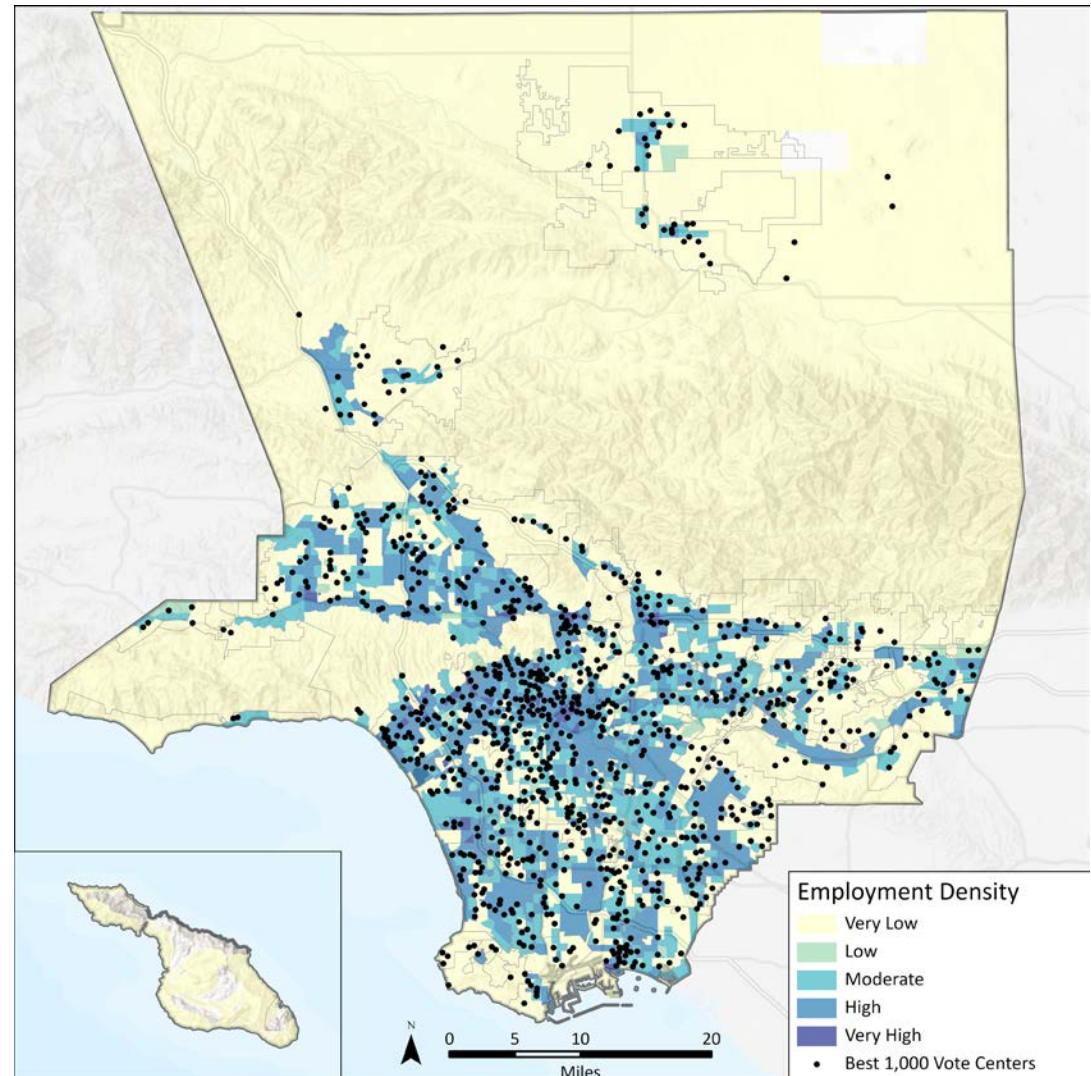 N
0
5
10
20
Miles
Employment Density
Very Low
Low
Moderate
High
Very High
Best 1,000 Vote Centers